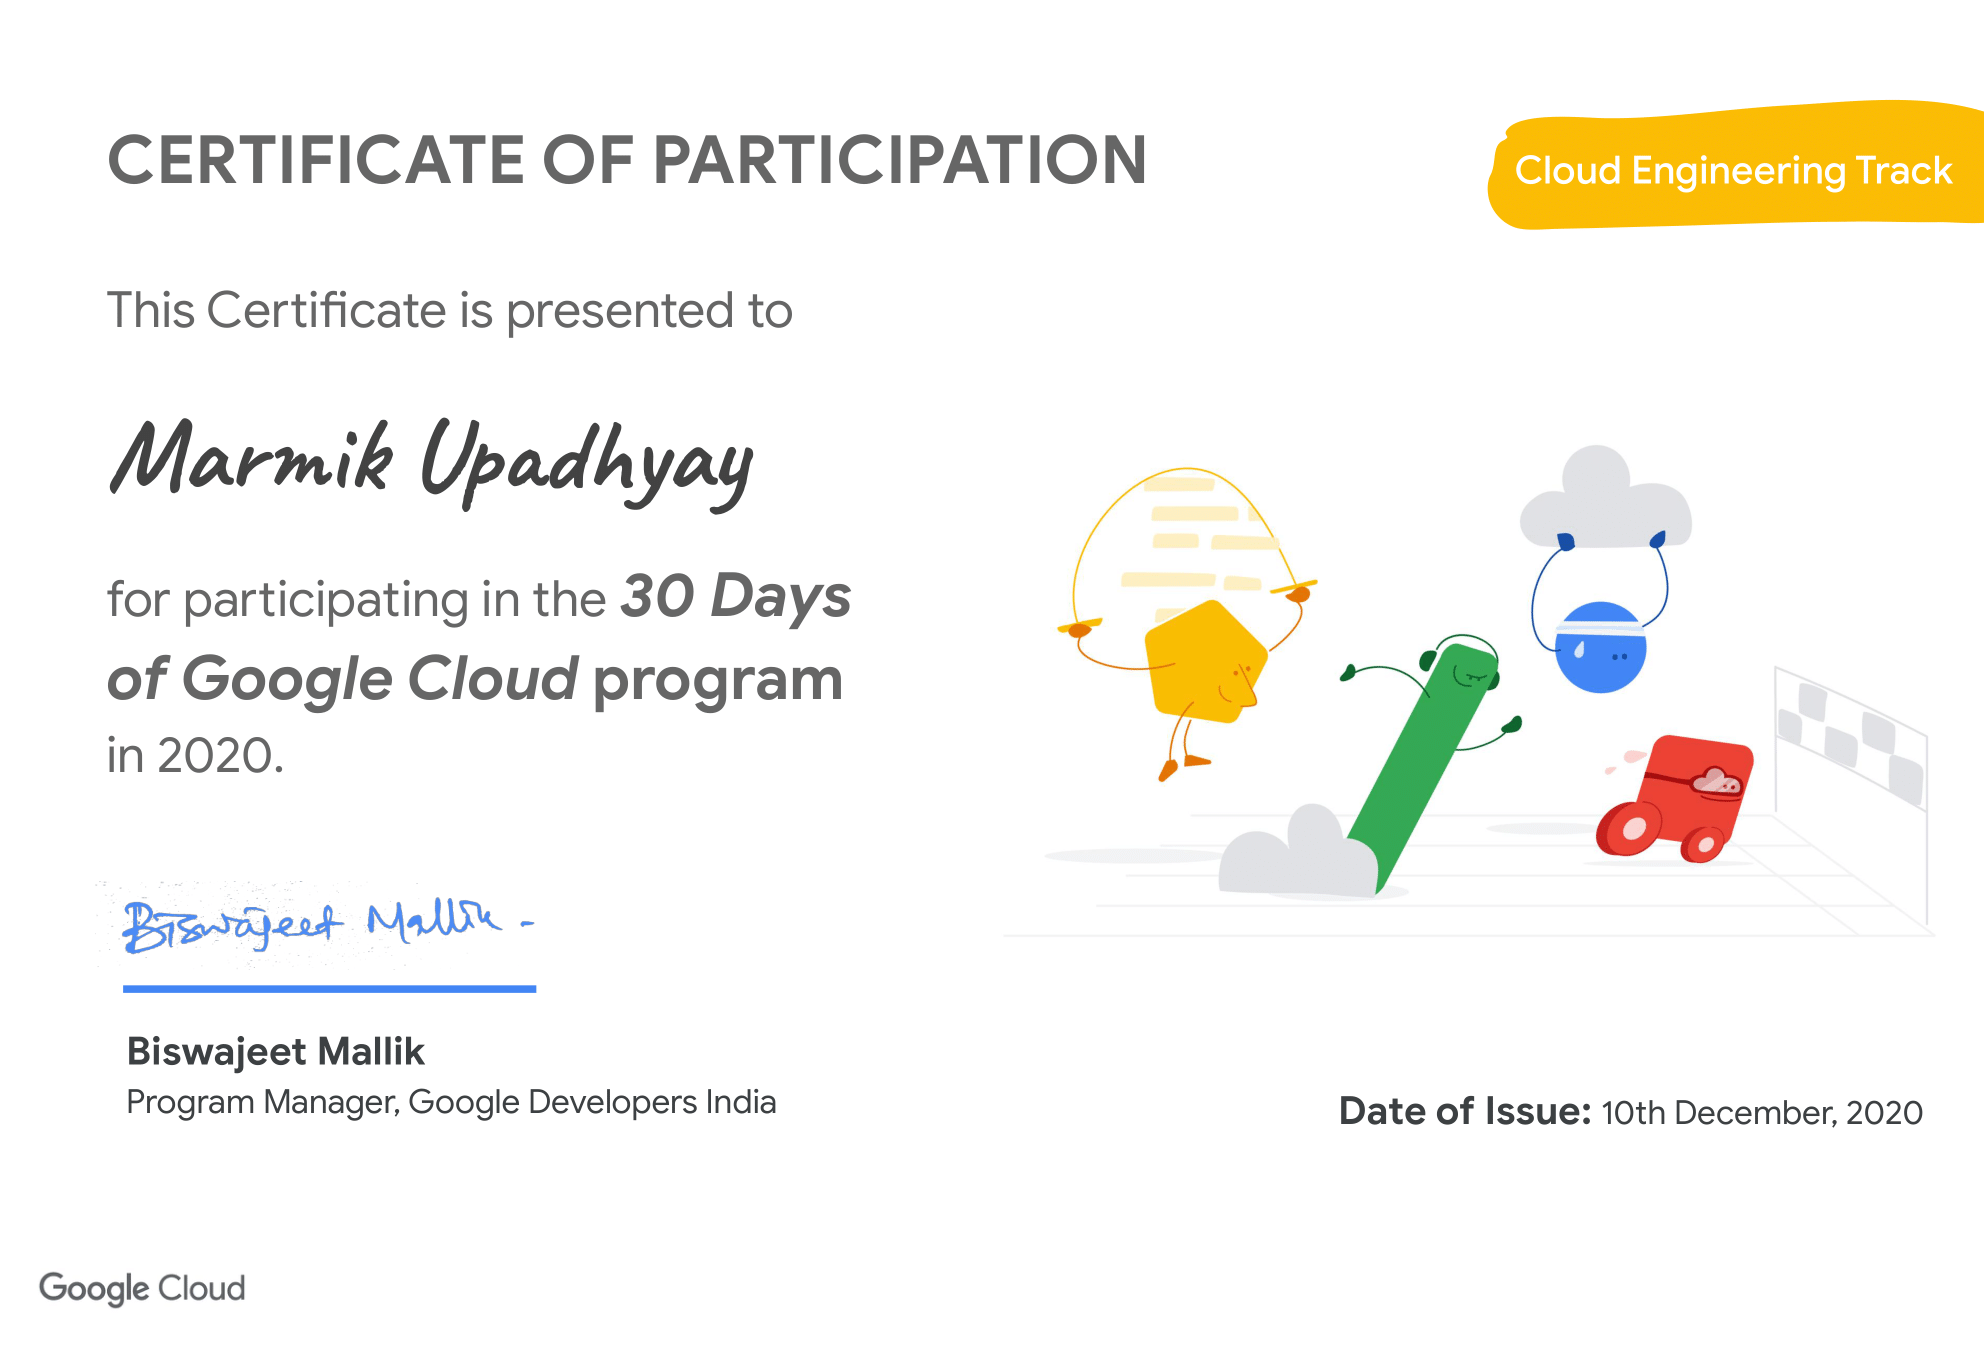 CERTIFICATE OF PARTICIPATION
Cloud Engineering Track
This Certificate is presented to
Marmik Upadhyay
for participating in the 30 Days
of Google Cloud program
in 2020.
Biswajeet Mallik -
Biswajeet Mallik
Program Manager, Google Developers India
Date of Issue: 10th December, 2020
Google Cloud